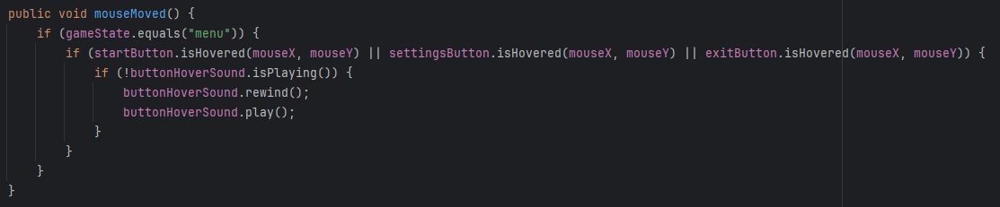 public void mouseMoved() {
    if (gameState.equals("menu")) {
        if (startButton.isHovered(mouseX, mouseY) || settingsButton.isHovered(mouseX, mouseY) || exitButton.isHovered(mouseX, mouseY)) {
            if (!buttonHoverSound.isPlaying()) {
                buttonHoverSound.rewind();
                buttonHoverSound.play();
            }
        }
    }
}